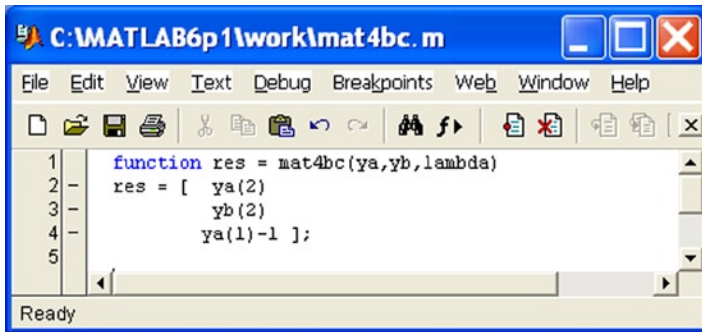 C:\MATLAB6p1\work\mat4bc.m
File Edit View Text Debug Breakpoints Web Window Help
1 function res = mat4bc(ya,yb,lambda)
2 - res = [ ya(2)
3 - yb(2)
4 - ya(1)-1 ];
5
Ready